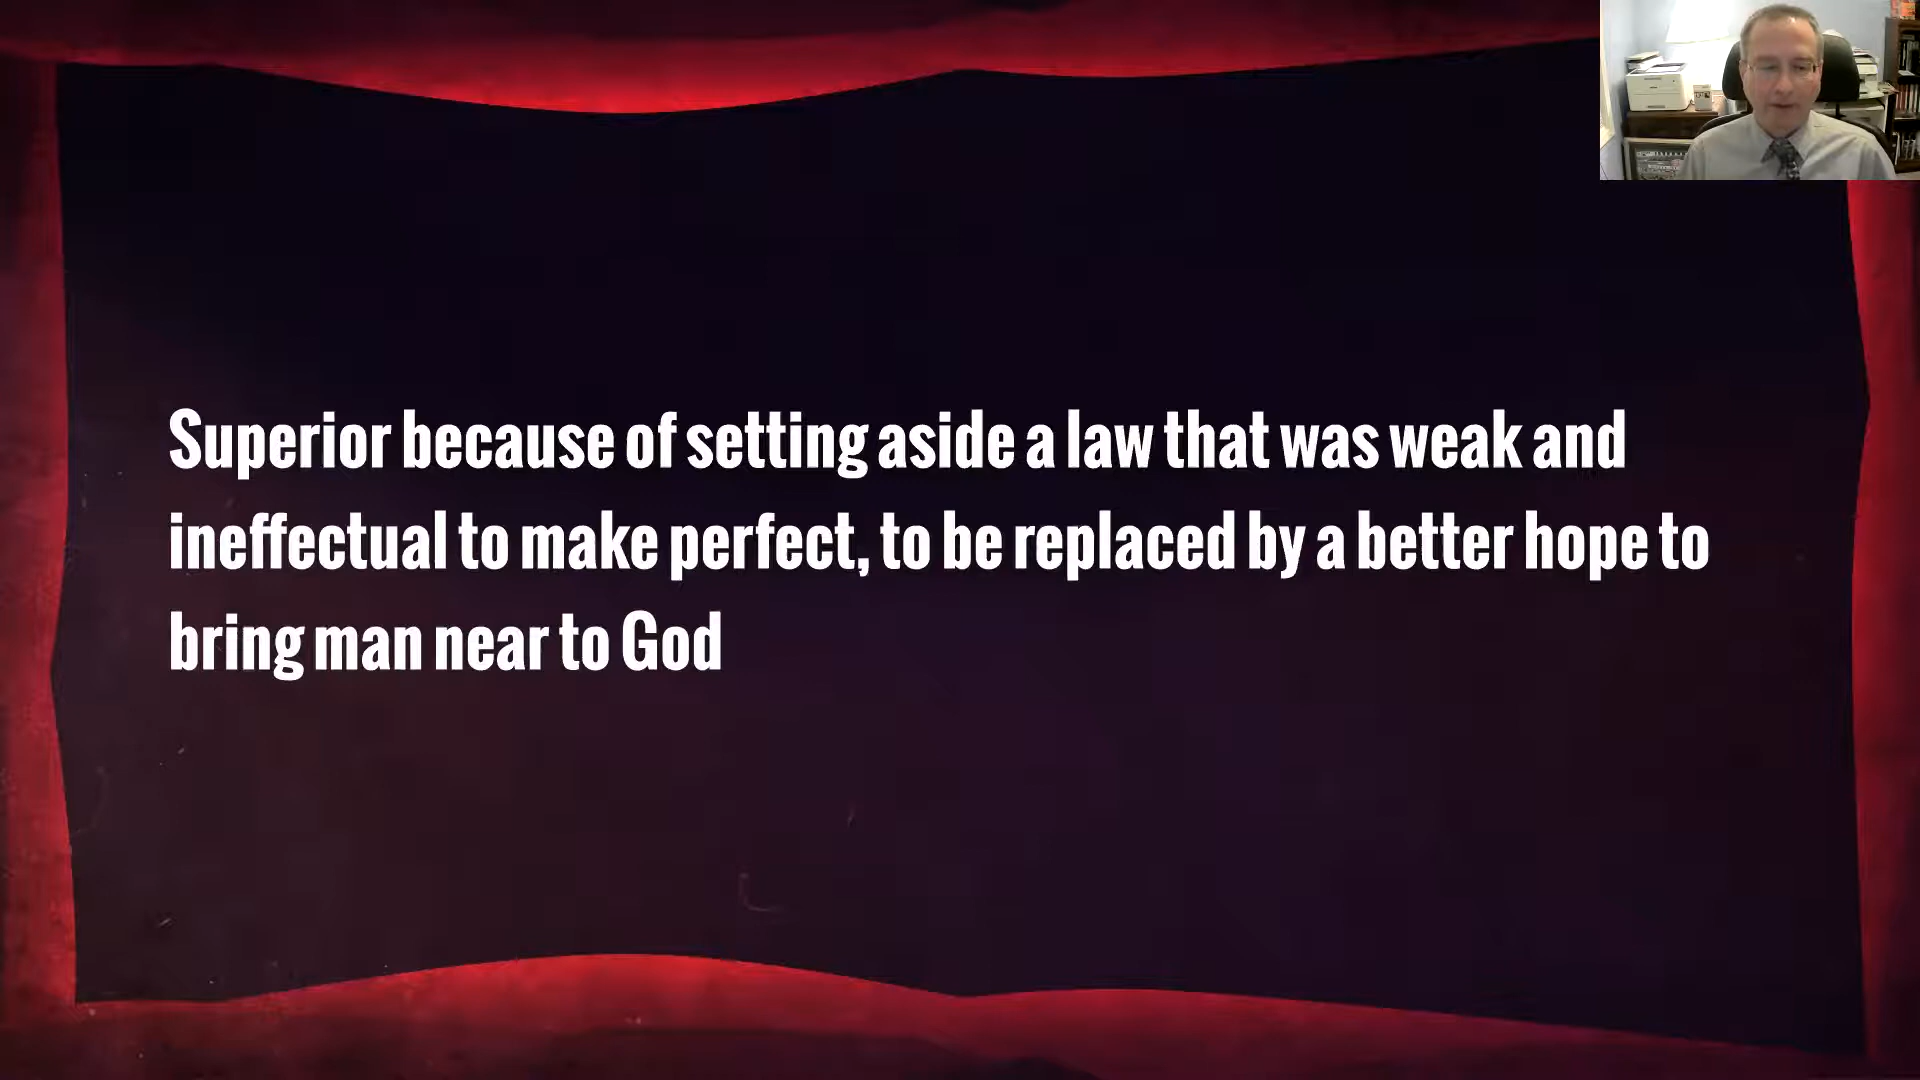 Superior because of setting aside a law that was weak and
ineffectual to make perfect, to be replaced by a better hope to
bring man near to God